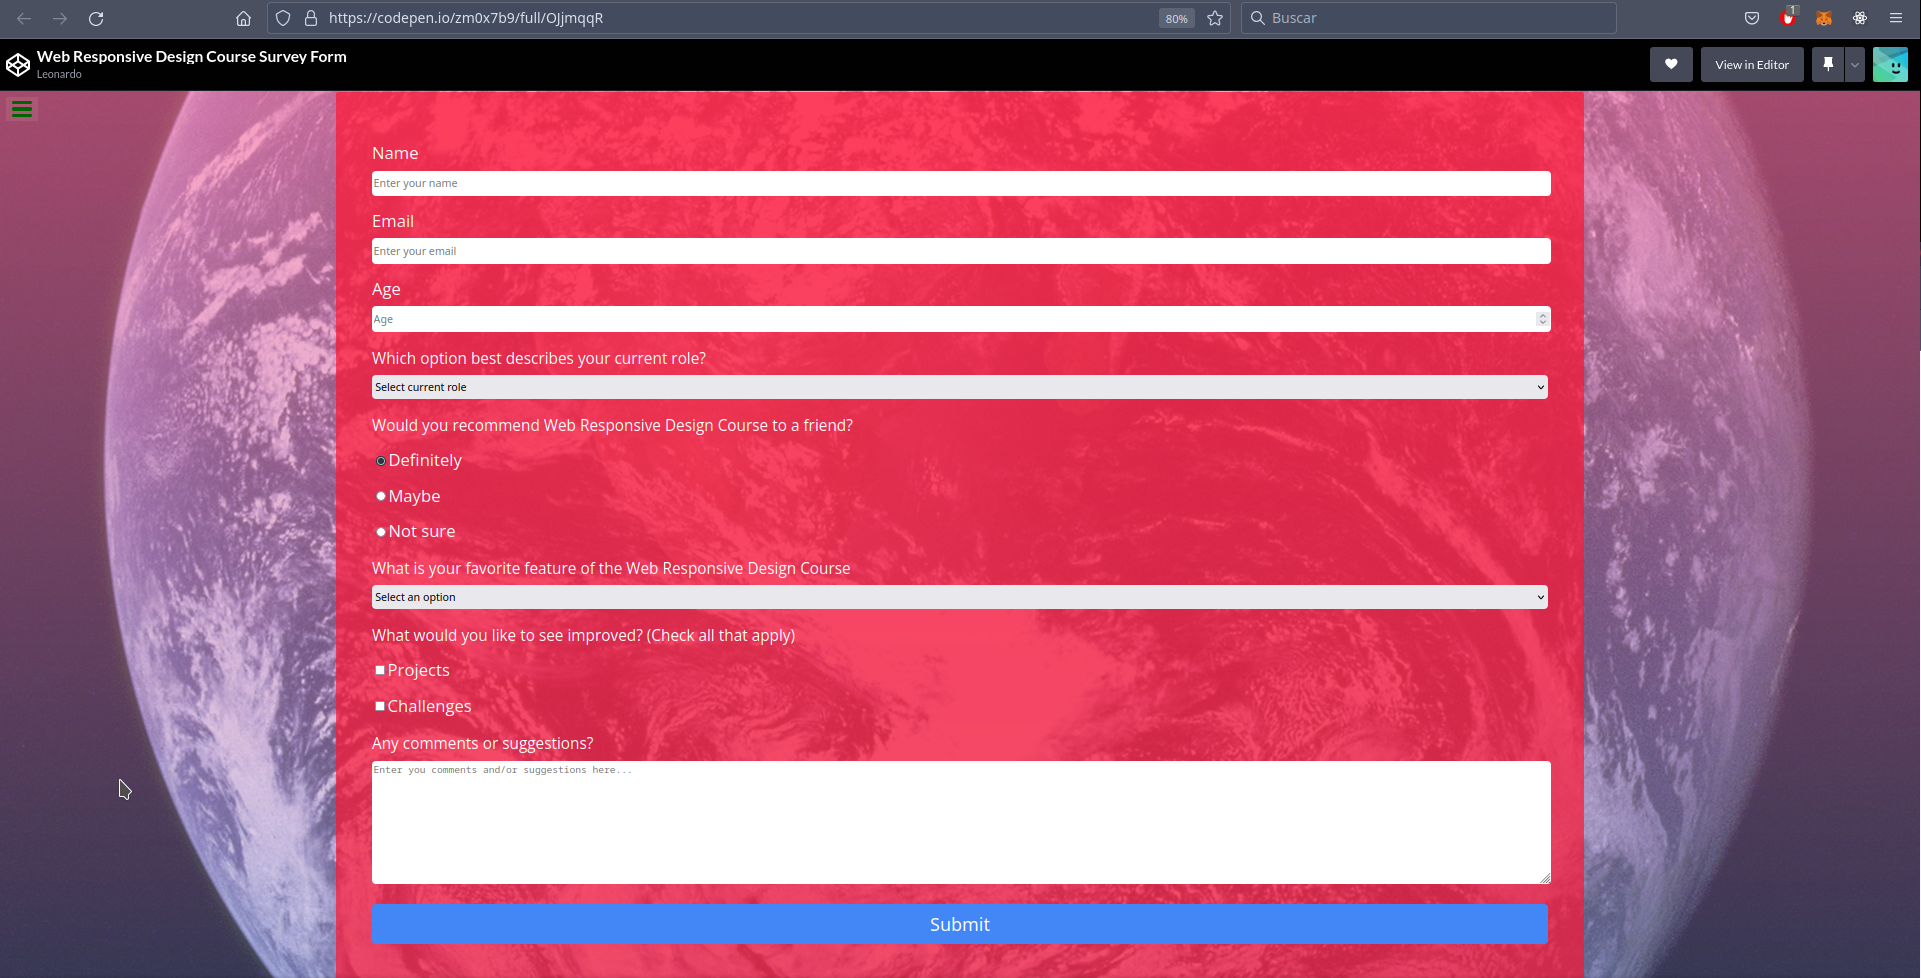 https://codepen.io/zm0x7b9/full/OJjmqqR
80%
Buscar
1
Web Responsive Design Course Survey Form
Leonardo
View in Editor
Name
Enter your name
Email
Enter your email
Age
Age
Which option best describes your current role?
Select current role
Would you recommend Web Responsive Design Course to a friend?
Definitely
Maybe
Not sure
What is your favorite feature of the Web Responsive Design Course
Select an option
What would you like to see improved? (Check all that apply)
Projects
Challenges
Any comments or suggestions?
Enter you comments and/or suggestions here...
Submit